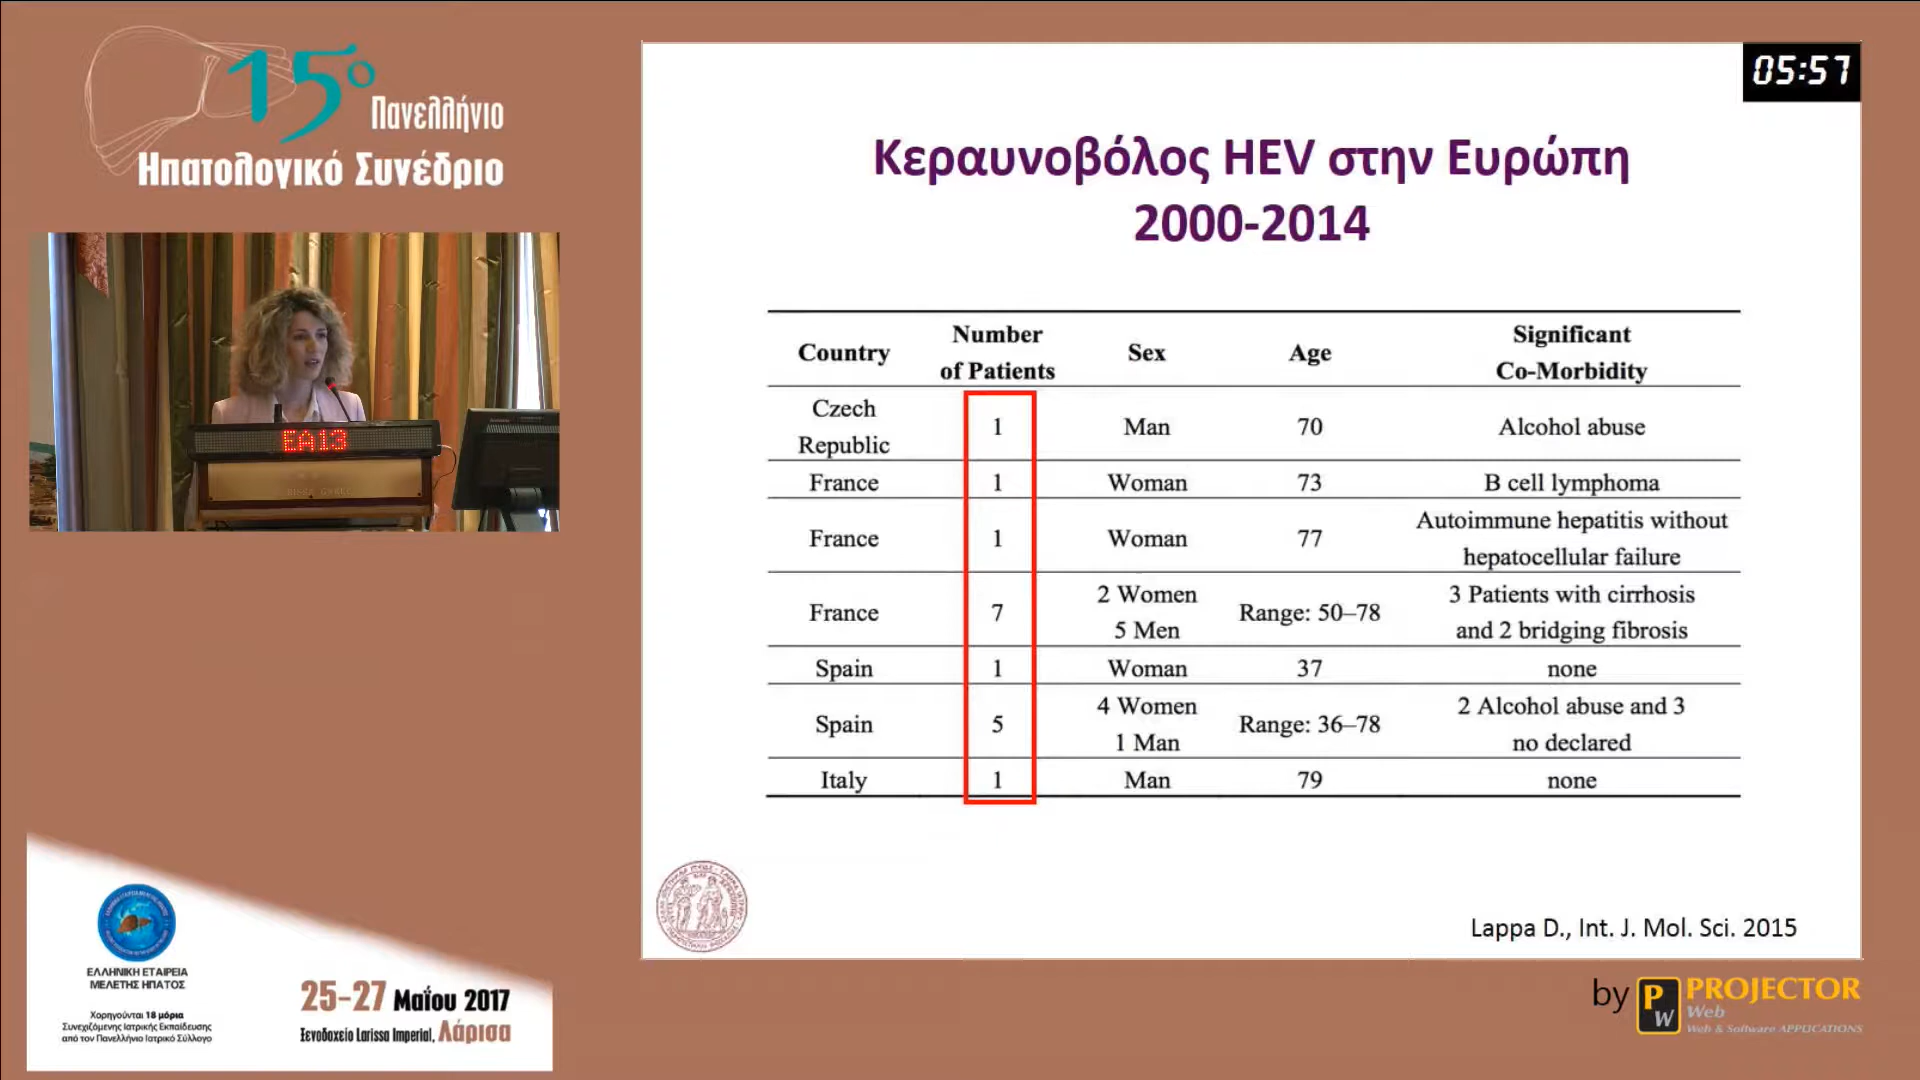 15ο
Πανελλήνιο
Ηπατολογικό Συνέδριο
EA13
05:57
Κεραυνοβόλος HEV στην Ευρώπη
2000-2014
Country Number of Patients Sex Age Significant Co-Morbidity
Czech Republic 1 Man 70 Alcohol abuse
France 1 Woman 73 B cell lymphoma
France 1 Woman 77 Autoimmune hepatitis without hepatocellular failure
France 7 2 Women 5 Men Range: 50–78 3 Patients with cirrhosis and 2 bridging fibrosis
Spain 1 Woman 37 none
Spain 5 4 Women 1 Man Range: 36–78 2 Alcohol abuse and 3 no declared
Italy 1 Man 79 none
Lappa D., Int. J. Mol. Sci. 2015
ΕΛΛΗΝΙΚΗ ΕΤΑΙΡΕΙΑ
ΜΕΛΕΤΗΣ ΗΠΑΤΟΣ
Χορηγούνται 18 μόρια
Συνεχιζόμενης Ιατρικής Εκπαίδευσης
από τον Πανελλήνιο Ιατρικό Σύλλογο
25-27 Μαΐου 2017
Ξενοδοχείο Larissa Imperial, Λάρισα
by PW PROJECTOR
Web
Web & Software APPOCATIONS